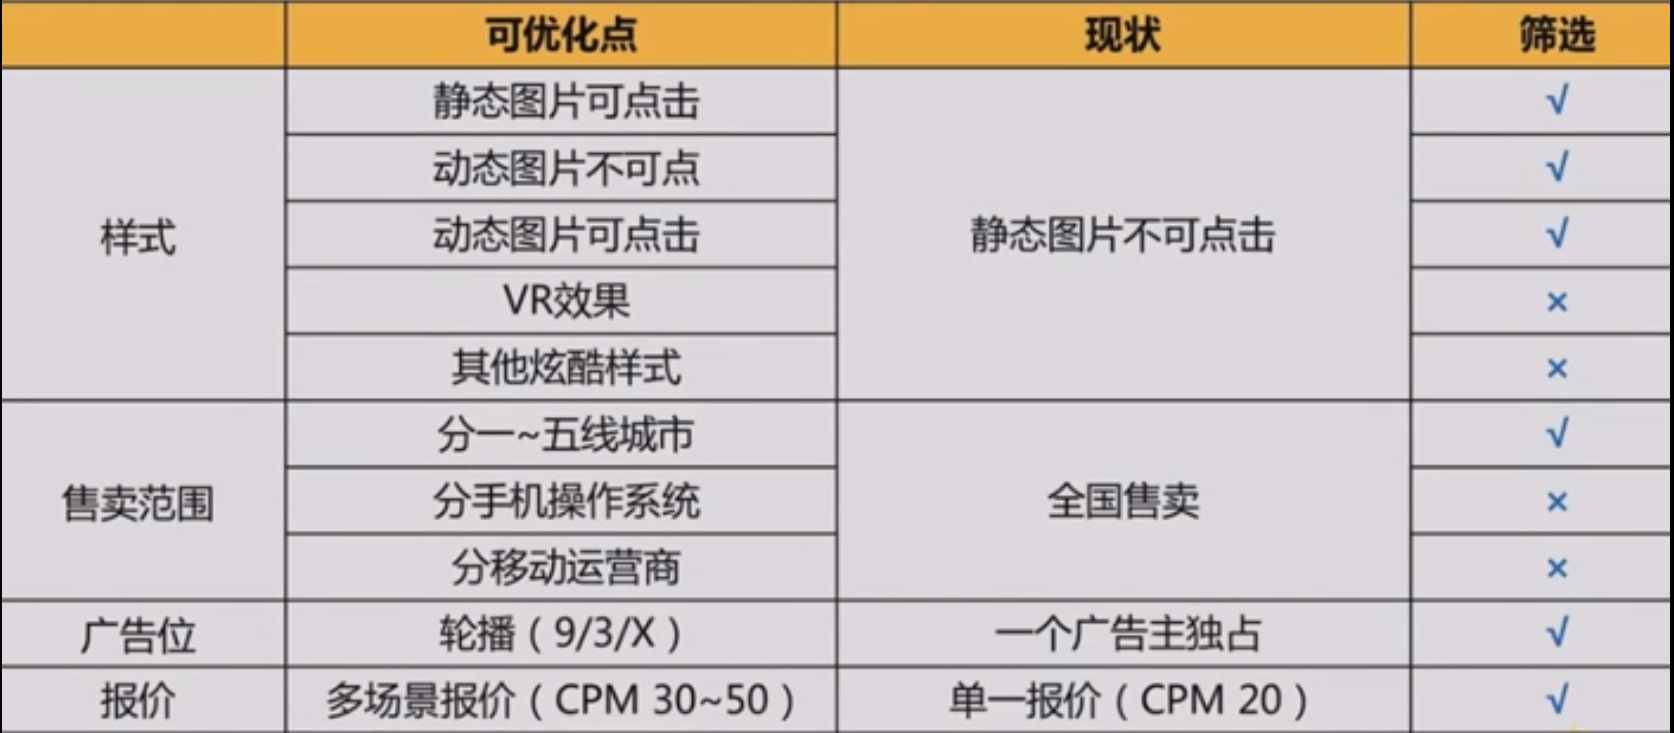 可优化点 现状 筛选
静态图片可点击 √
动态图片不可点 √
样式 动态图片可点击 静态图片不可点击 √
VR效果 ×
其他炫酷样式 ×
分一~五线城市 √
售卖范围 分手机操作系统 全国售卖 ×
分移动运营商 ×
广告位 轮播（9/3/X） 一个广告主独占 √
报价 多场景报价（CPM 30~50） 单一报价（CPM 20） √